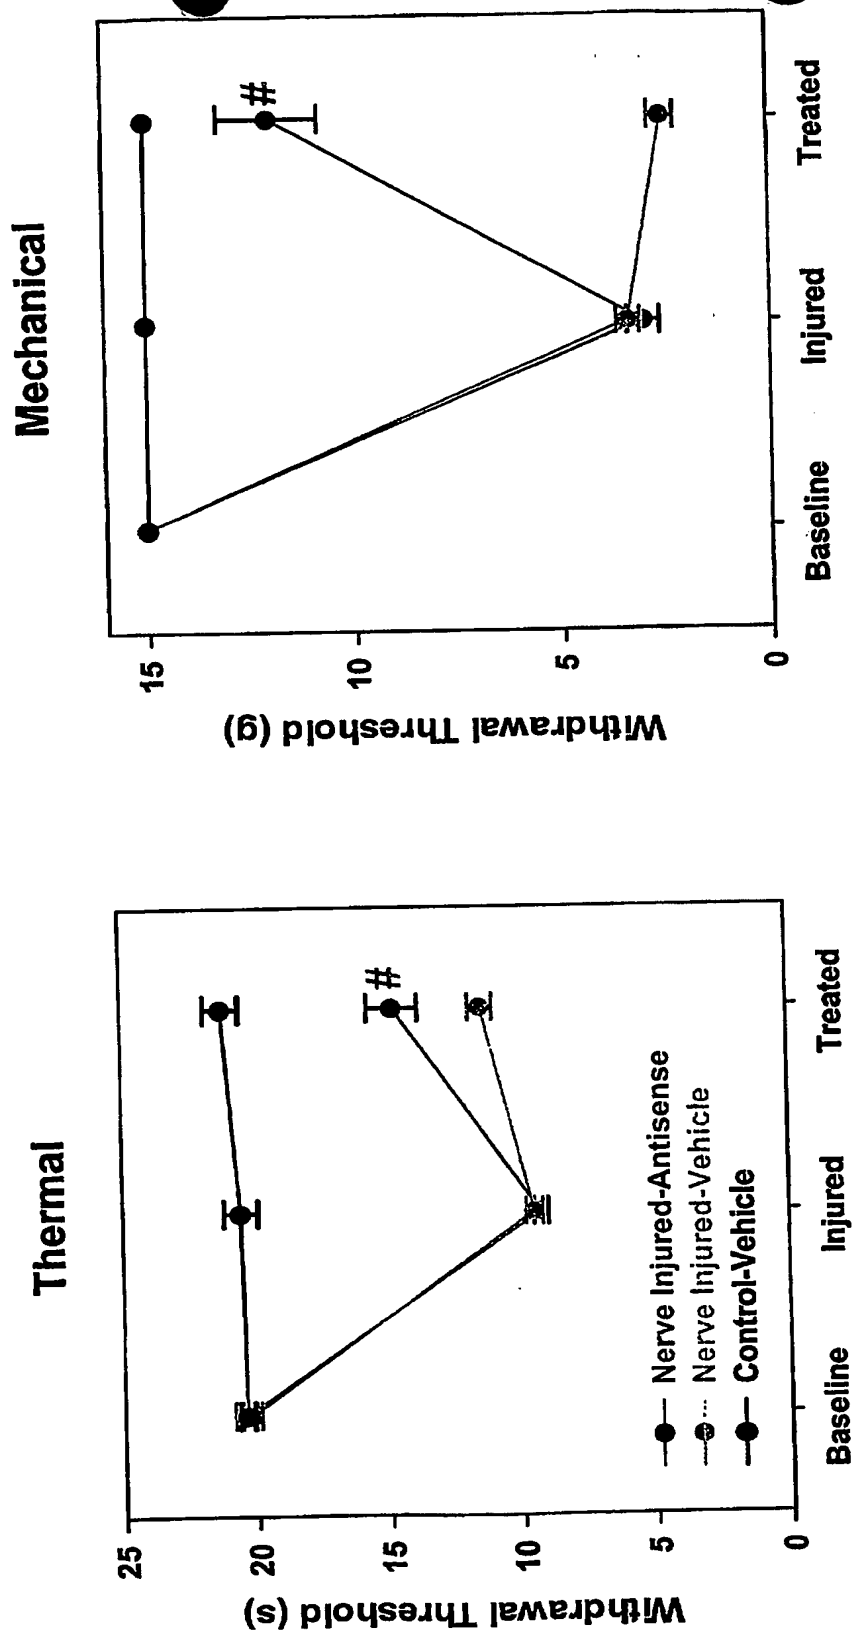 Thermal
Withdrawal Threshold (s)
25
20
15
10
5
0
Nerve Injured-Antisense
Nerve Injured-Vehicle
Control-Vehicle
#
Baseline
Injured
Treated
Mechanical
Withdrawal Threshold (g)
15
10
5
0
#
Baseline
Injured
Treated